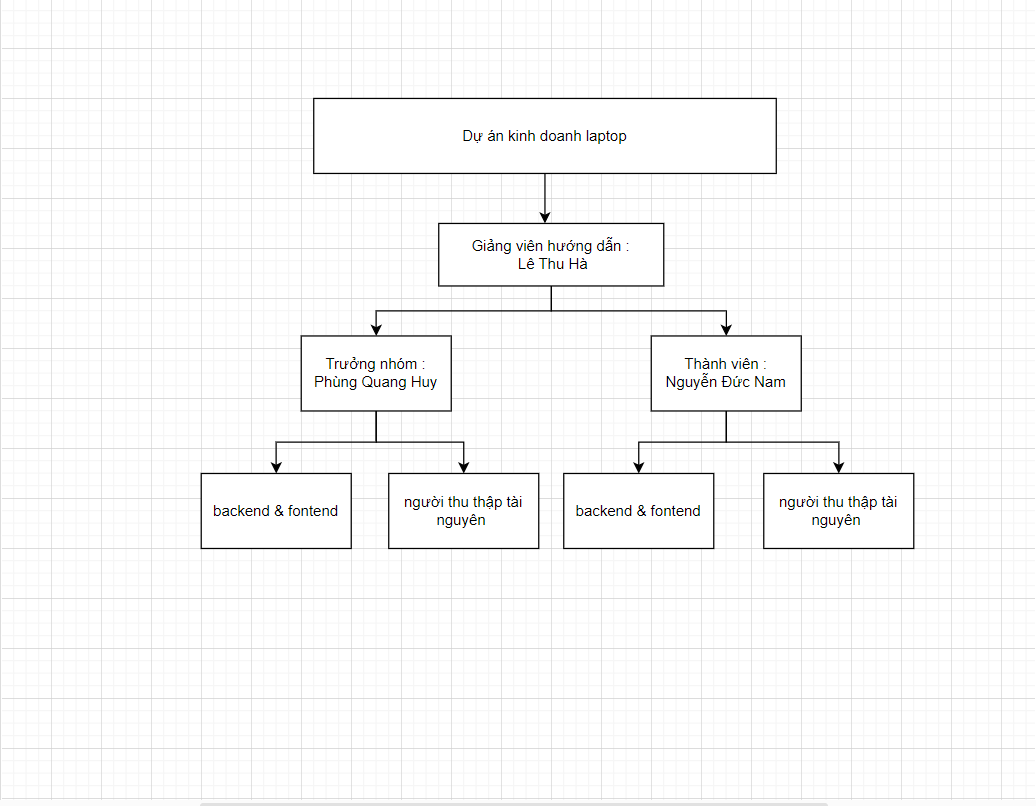 Dự án kinh doanh laptop
Giảng viên hướng dẫn :
Lê Thu Hà
Trưởng nhóm :
Phùng Quang Huy
Thành viên :
Nguyễn Đức Nam
backend & fontend
người thu thập tài
nguyên
backend & fontend
người thu thập tài
nguyên